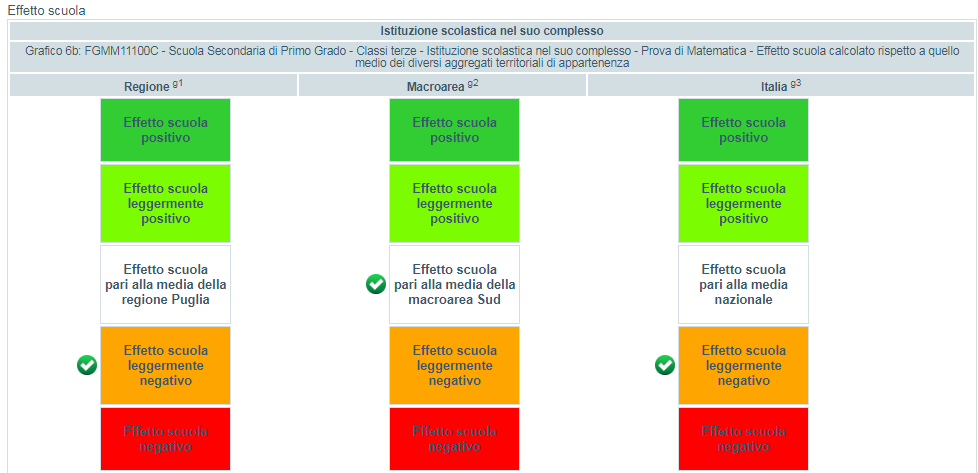 Effetto scuola
Istituzione scolastica nel suo complesso
Grafico 6b: FGMM11100C - Scuola Secondaria di Primo Grado - Classi terze - Istituzione scolastica nel suo complesso - Prova di Matematica - Effetto scuola calcolato rispetto a quello
medio dei diversi aggregati territoriali di appartenenza
Regione g1
Macroarea g2
Italia g3
Effetto scuola
positivo
Effetto scuola
positivo
Effetto scuola
positivo
Effetto scuola
leggermente
positivo
Effetto scuola
leggermente
positivo
Effetto scuola
leggermente
positivo
Effetto scuola
pari alla media della
regione Puglia
Effetto scuola
pari alla media della
macroarea Sud
Effetto scuola
pari alla media
nazionale
Effetto scuola
leggermente
negativo
Effetto scuola
leggermente
negativo
Effetto scuola
leggermente
negativo
Effetto scuola
negativo
Effetto scuola
negativo
Effetto scuola
negativo